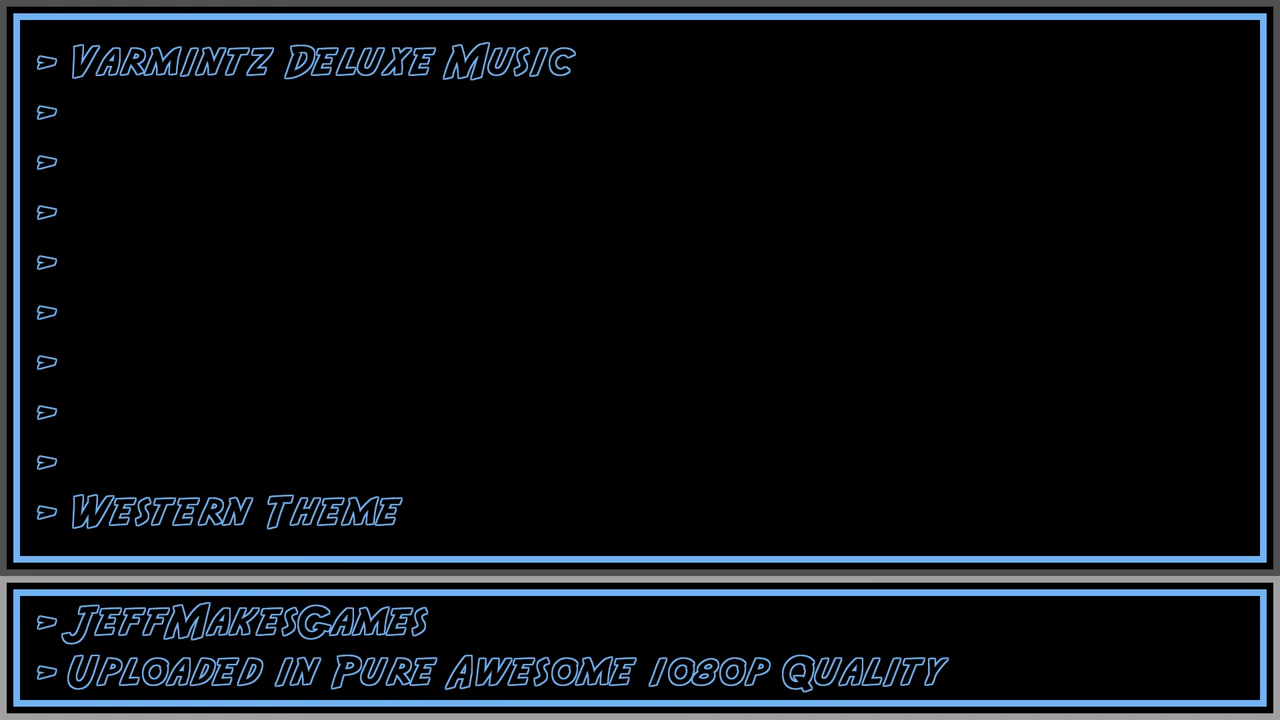 Varmintz Deluxe Music
Western Theme
JeffMakesGames
Uploaded in Pure Awesome 1080p Quality